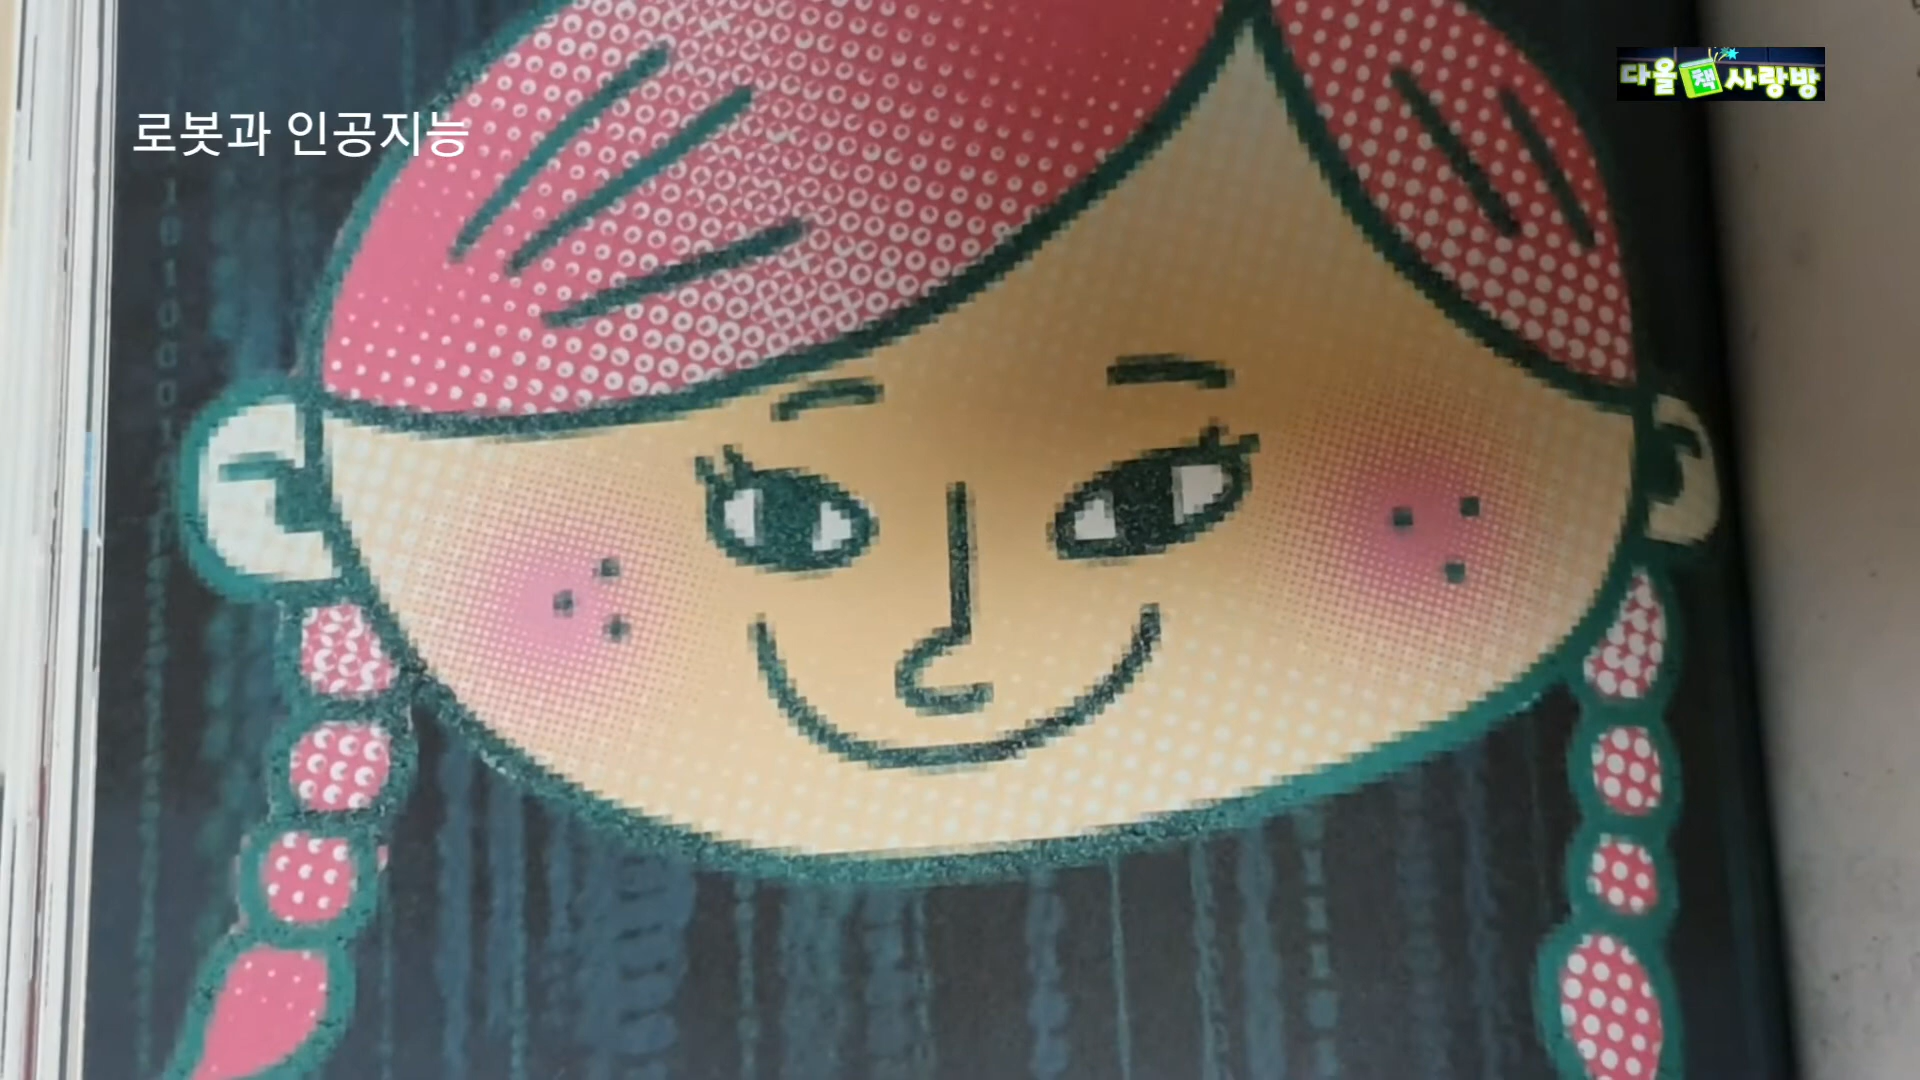 로봇과 인공지능
다올 책 사랑방